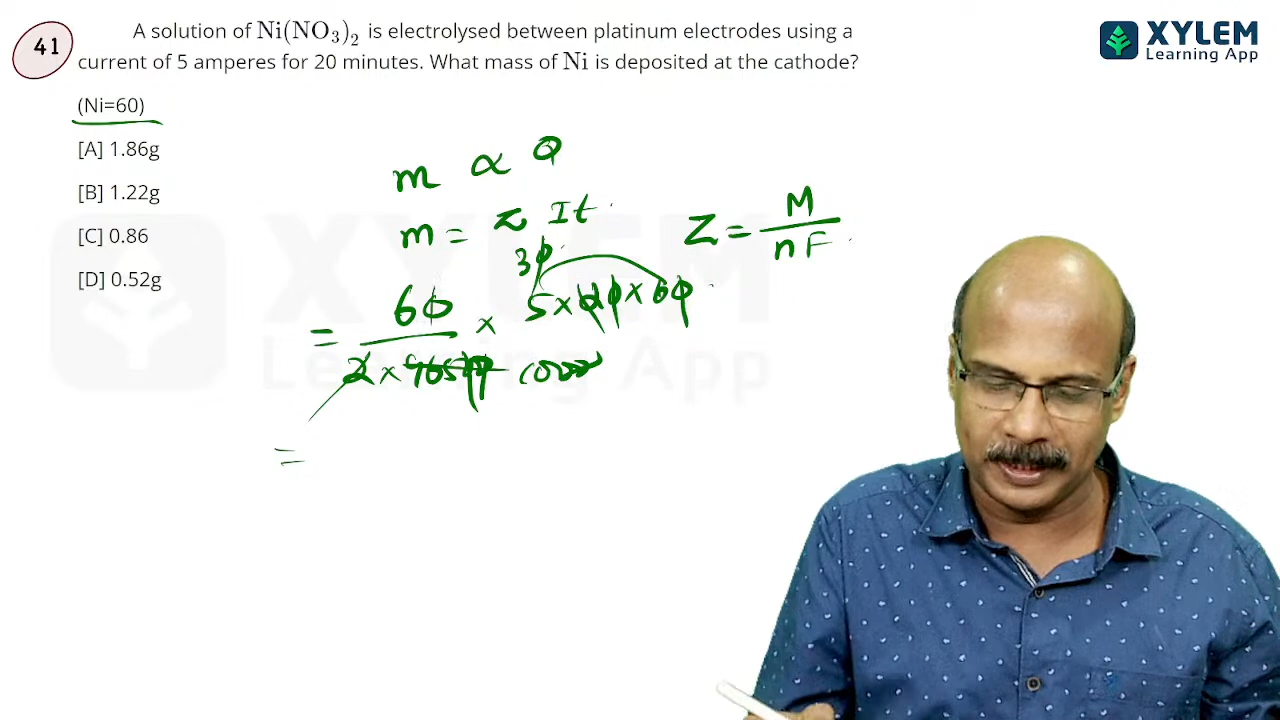 41
A solution of Ni(NO₃)₂ is electrolysed between platinum electrodes using a
current of 5 amperes for 20 minutes. What mass of Ni is deposited at the cathode?
XYLEM
Learning App
(Ni=60)
[A] 1.86g
[B] 1.22g
[C] 0.86
[D] 0.52g
m ∝ Q
m = Z It
Z = M / nF
30
= 60 / 2 × 96500 × 5 × 20 × 60
=